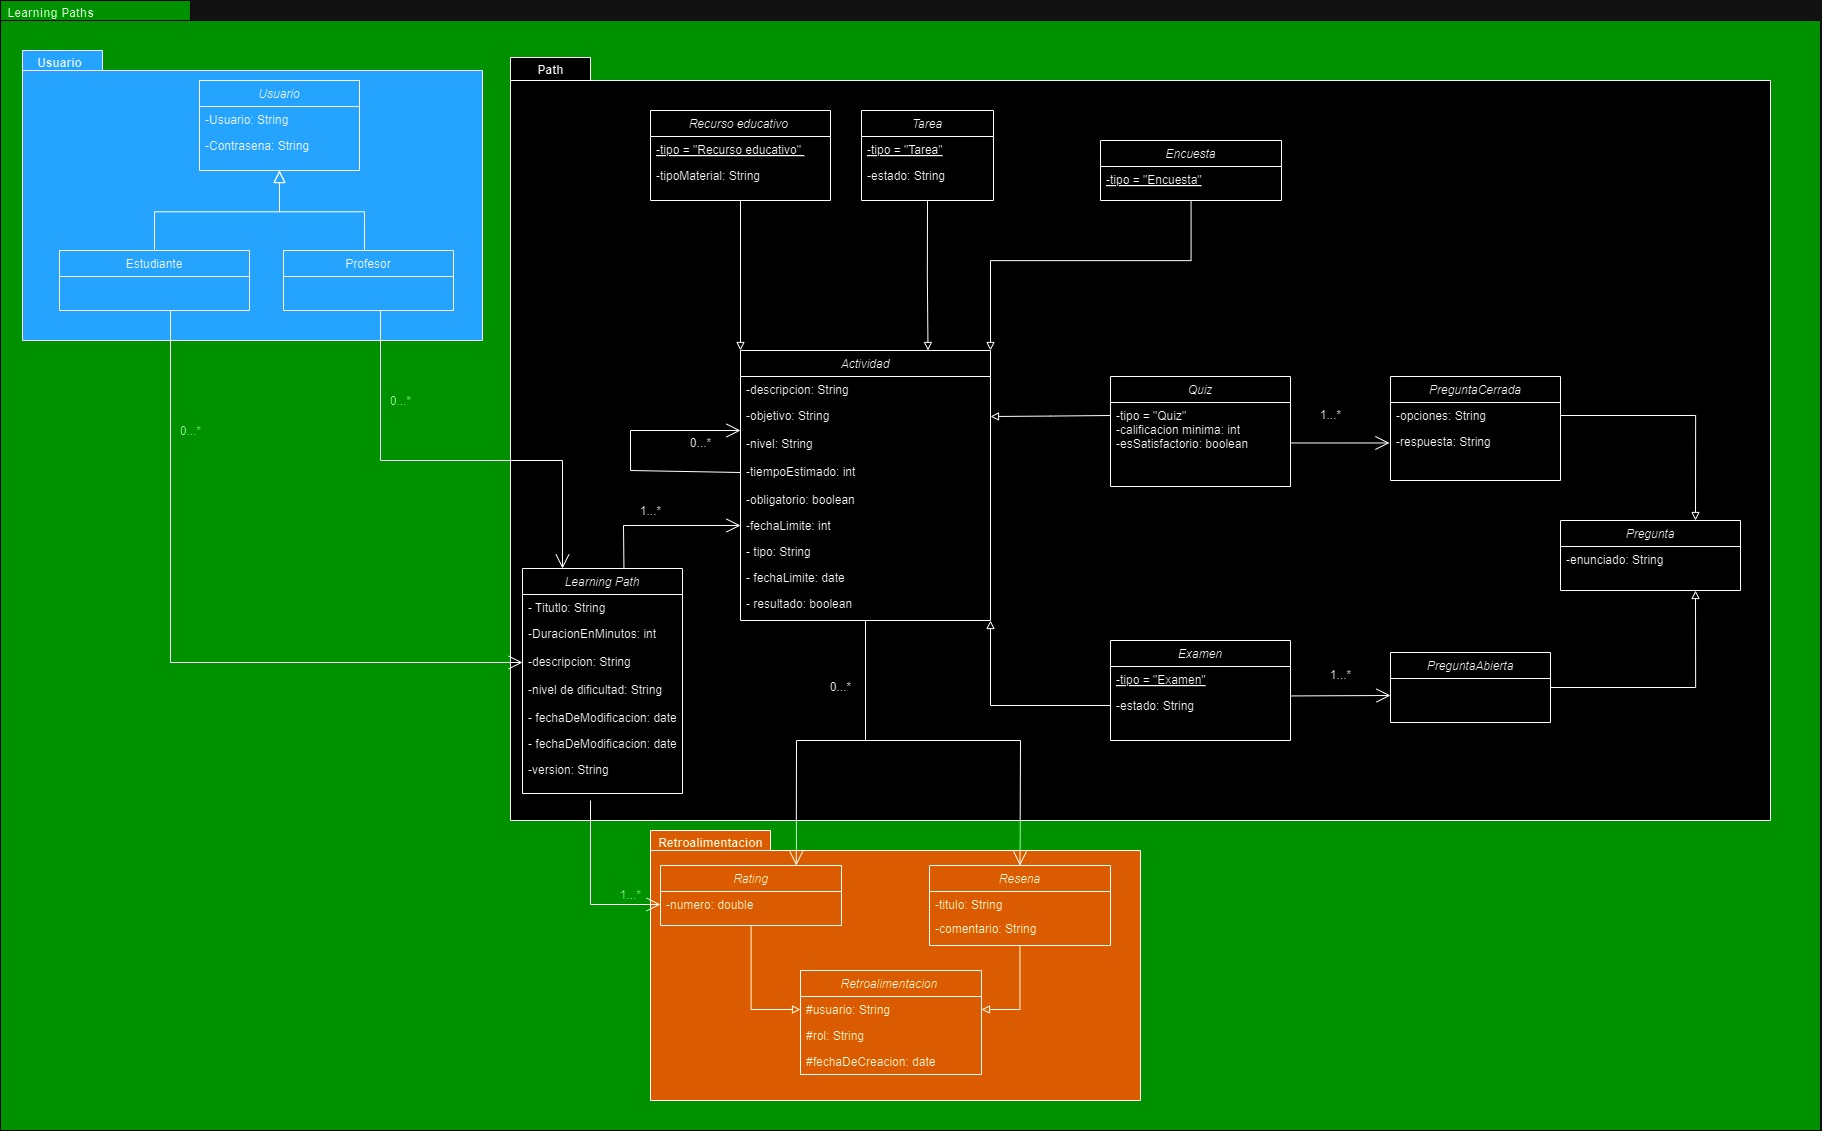 Learning Paths
Usuario
Usuario
-Usuario: String
-Contrasena: String
Estudiante
Profesor
0...*
0...*
Path
Recurso educativo
-tipo = "Recurso educativo"
-tipoMaterial: String
Tarea
-tipo = "Tarea"
-estado: String
Encuesta
-tipo = "Encuesta"
Actividad
-descripcion: String
-objetivo: String
-nivel: String
-tiempoEstimado: int
-obligatorio: boolean
-fechaLimite: int
- tipo: String
- fechaLimite: date
- resultado: boolean
0...*
1...*
Quiz
-tipo = "Quiz"
-calificacion minima: int
-esSatisfactorio: boolean
1...*
PreguntaCerrada
-opciones: String
-respuesta: String
Pregunta
-enunciado: String
Learning Path
- Titutlo: String
-DuracionEnMinutos: int
-descripcion: String
-nivel de dificultad: String
- fechaDeModificacion: date
- fechaDeModificacion: date
-version: String
Examen
-tipo = "Examen"
-estado: String
1...*
PreguntaAbierta
0...*
1...*
Retroalimentacion
Rating
-numero: double
Resena
-titulo: String
-comentario: String
Retroalimentacion
#usuario: String
#rol: String
#fechaDeCreacion: date